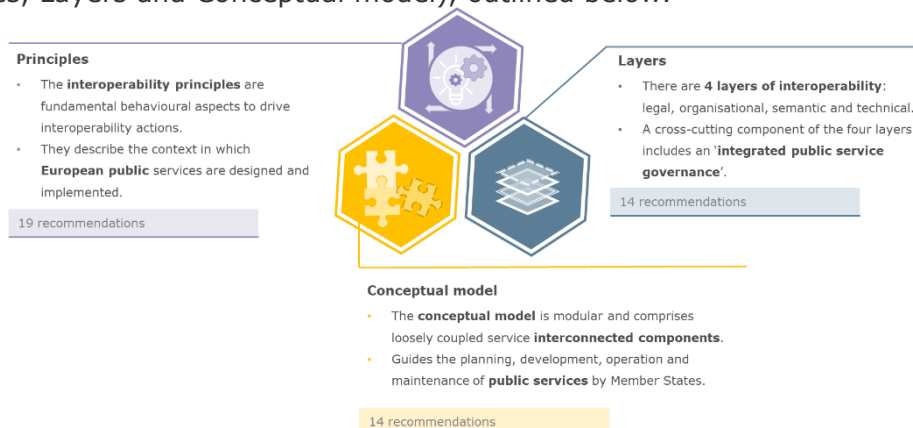 s, Layers and Conceptual model), outlined below:
Principles
• The interoperability principles are
fundamental behavioural aspects to drive
interoperability actions.
• They describe the context in which
European public services are designed and
implemented.
19 recommendations
Layers
• There are 4 layers of interoperability:
legal, organisational, semantic and technical.
• A cross-cutting component of the four layers
includes an ‘integrated public service
governance’.
14 recommendations
Conceptual model
• The conceptual model is modular and comprises
loosely coupled service interconnected components.
• Guides the planning, development, operation and
maintenance of public services by Member States.
14 recommendations